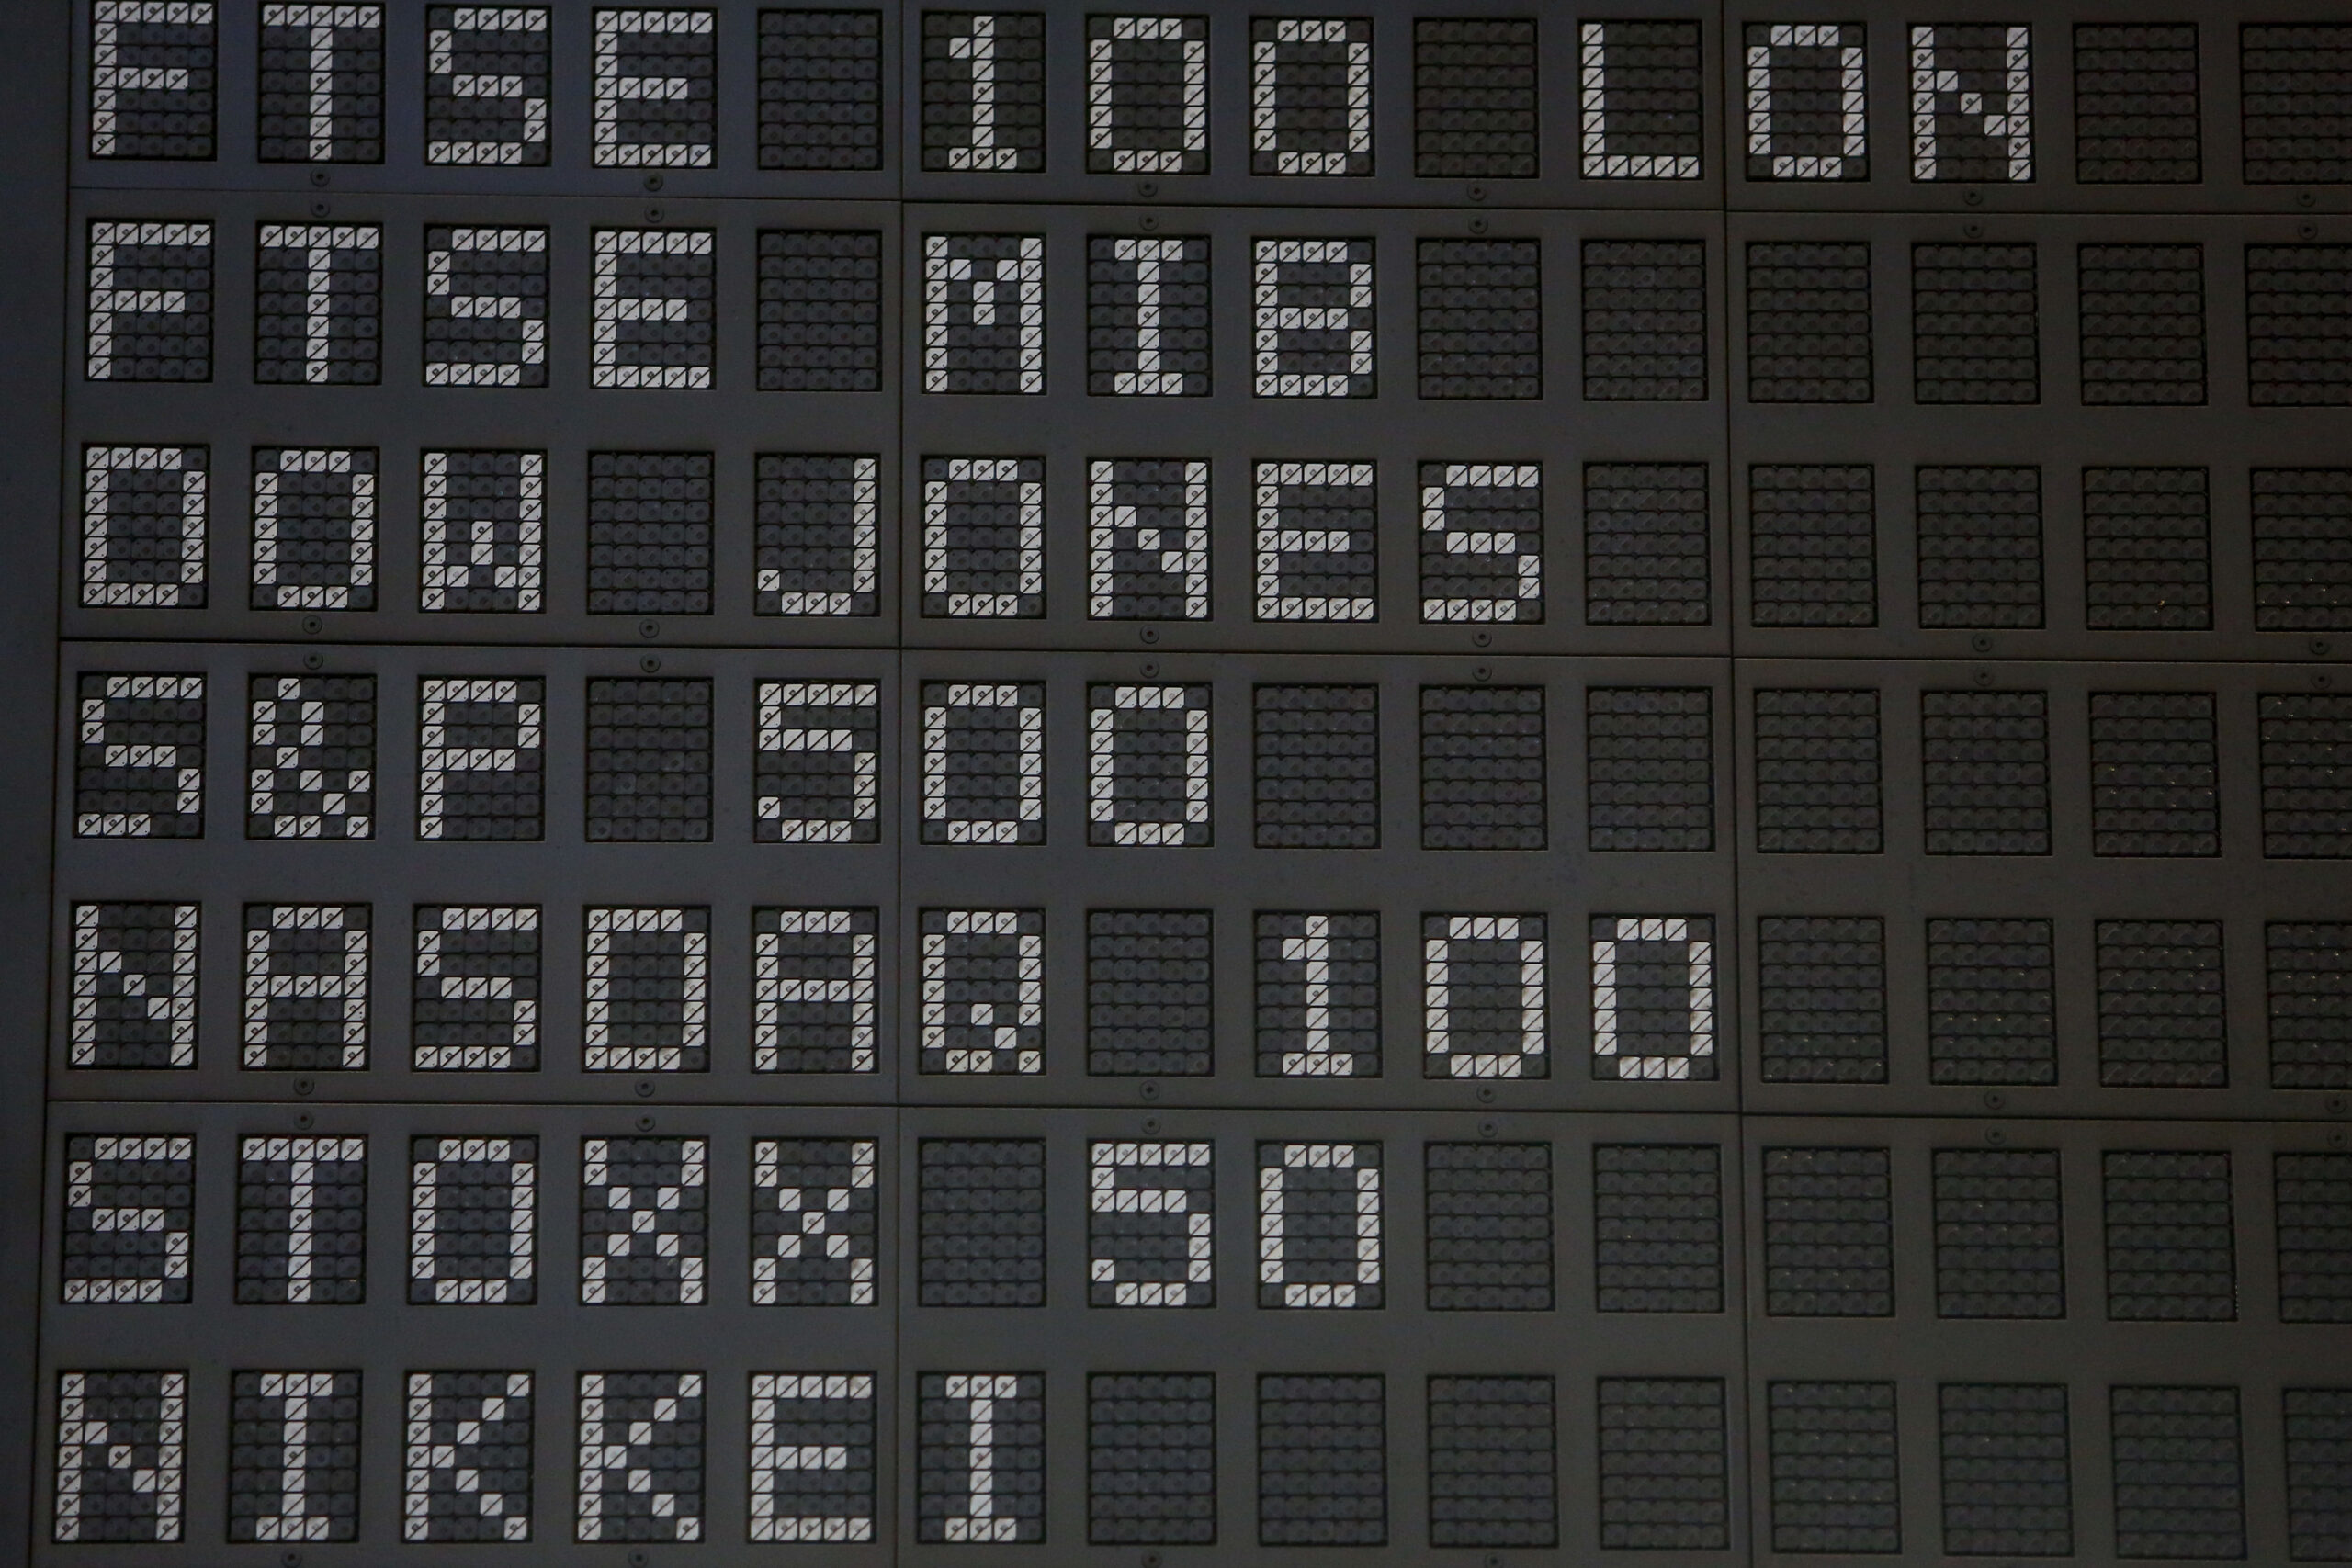 FTSE 100 LON
FTSE MIB
DOW JONES
S&P 500
NASDAQ 100
STOXX 50
NIKKEI